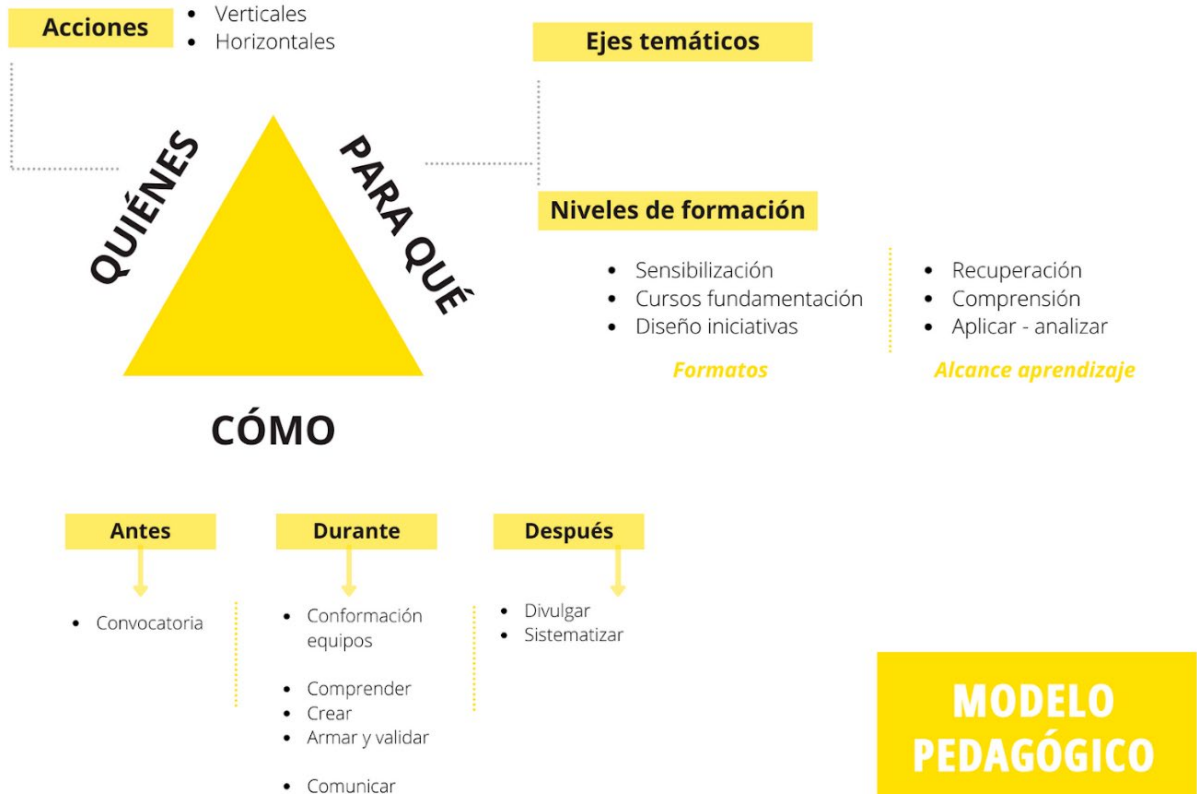 Acciones
Verticales
Horizontales
Ejes temáticos
QUIÉNES
PARA QUÉ
Niveles de formación
Sensibilización
Cursos fundamentación
Diseño iniciativas
Formatos
Recuperación
Comprensión
Aplicar - analizar
Alcance aprendizaje
CÓMO
Antes
Convocatoria
Durante
Conformación
equipos
Comprender
Crear
Armar y validar
Comunicar
Después
Divulgar
Sistematizar
MODELO
PEDAGÓGICO